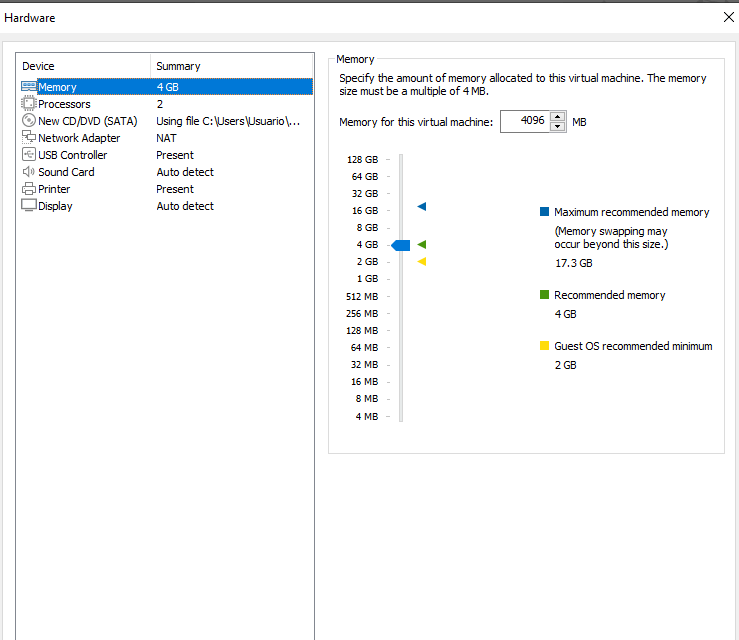 Hardware
Device Summary
Memory 4 GB
Processors 2
New CD/DVD (SATA) Using file C:\Users\Usuario\...
Network Adapter NAT
USB Controller Present
Sound Card Auto detect
Printer Present
Display Auto detect
Memory
Specify the amount of memory allocated to this virtual machine. The memory
size must be a multiple of 4 MB.
Memory for this virtual machine: 4096 MB
128 GB
64 GB
32 GB
16 GB
8 GB
4 GB
2 GB
1 GB
512 MB
256 MB
128 MB
64 MB
32 MB
16 MB
8 MB
4 MB
Maximum recommended memory
(Memory swapping may
occur beyond this size.)
17.3 GB
Recommended memory
4 GB
Guest OS recommended minimum
2 GB